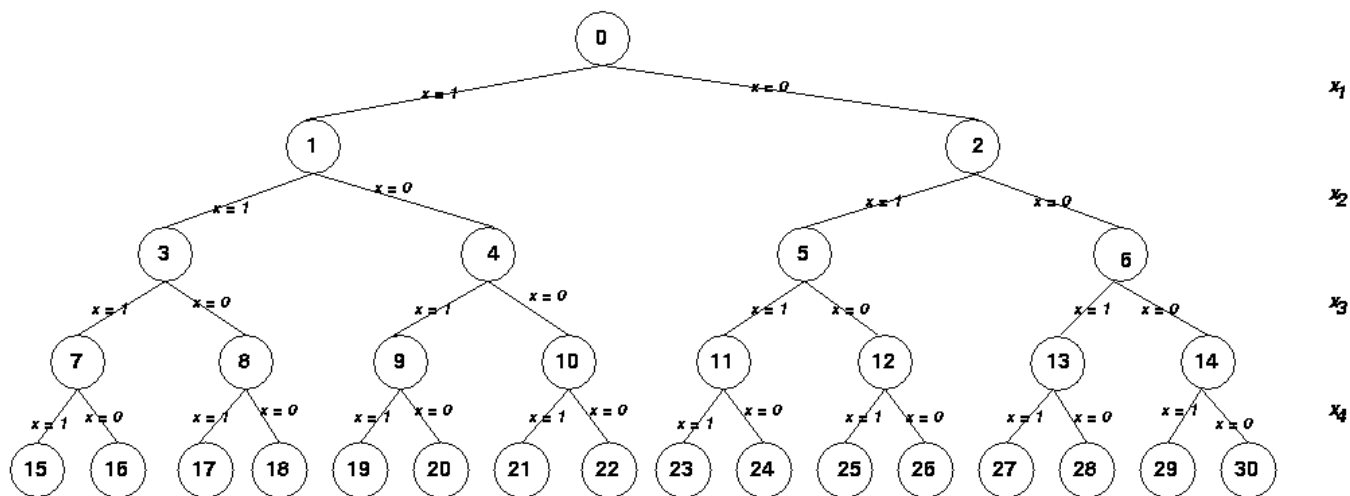 0
x = 1 x = 0 x1
1 2
x = 1 x = 0 x = 1 x = 0 x2
3 4 5 6
x = 1 x = 0 x = 1 x = 0 x = 1 x = 0 x = 1 x = 0 x3
7 8 9 10 11 12 13 14
x = 1 x = 0 x = 1 x = 0 x = 1 x = 0 x = 1 x = 0 x = 1 x = 0 x = 1 x = 0 x = 1 x = 0 x = 1 x = 0 x4
15 16 17 18 19 20 21 22 23 24 25 26 27 28 29 30